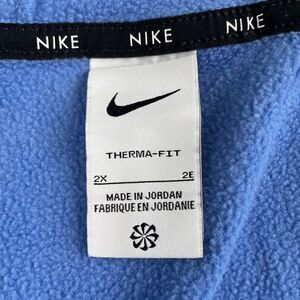 NIKE NIKE NIKE
THERMA-FIT
2X 2E
MADE IN JORDAN
FABRIQUE EN JORDANIE